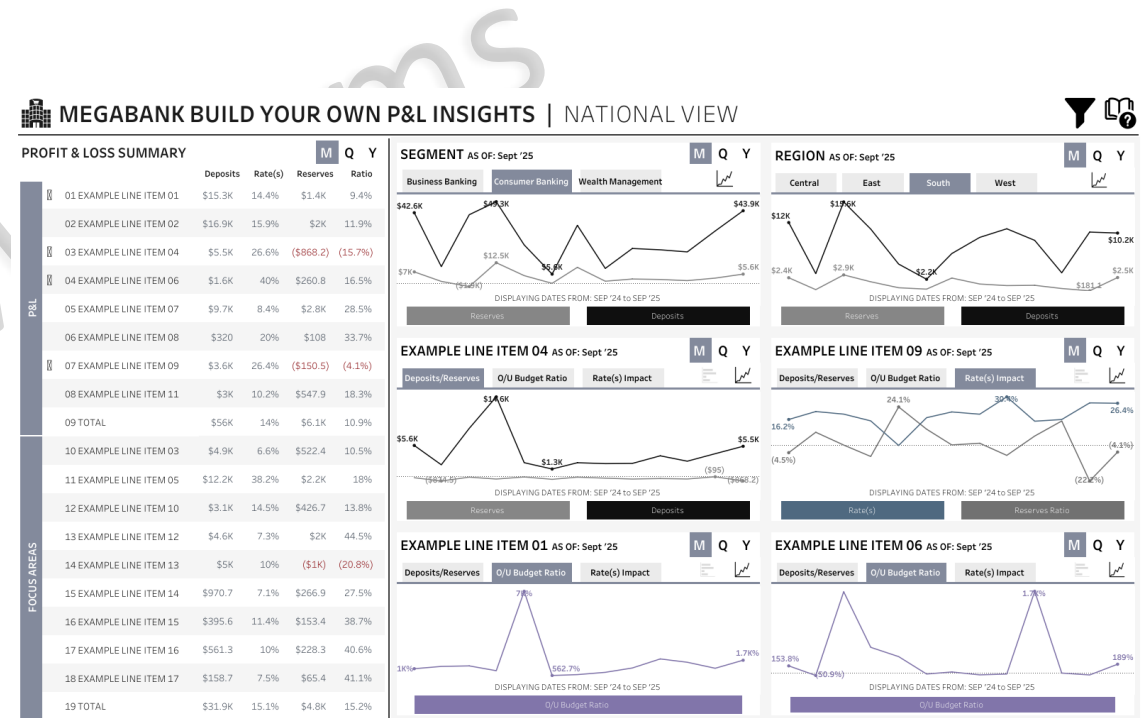 ms
MEGABANK BUILD YOUR OWN P&L INSIGHTS | NATIONAL VIEW
PROFIT & LOSS SUMMARY M Q Y
Deposits Rate(s) Reserves Ratio
P&L
01 EXAMPLE LINE ITEM 01 $15.3K 14.4% $1.4K 9.4%
02 EXAMPLE LINE ITEM 02 $16.9K 15.9% $2K 11.9%
03 EXAMPLE LINE ITEM 04 $5.5K 26.6% ($868.2) (15.7%)
04 EXAMPLE LINE ITEM 06 $1.6K 40% $260.8 16.5%
05 EXAMPLE LINE ITEM 07 $9.7K 8.4% $2.8K 28.5%
06 EXAMPLE LINE ITEM 08 $320 20% $108 33.7%
07 EXAMPLE LINE ITEM 09 $3.6K 26.4% ($150.5) (4.1%)
08 EXAMPLE LINE ITEM 11 $3K 10.2% $547.9 18.3%
09 TOTAL $56K 14% $6.1K 10.9%
FOCUS AREAS
10 EXAMPLE LINE ITEM 03 $4.9K 6.6% $522.4 10.5%
11 EXAMPLE LINE ITEM 05 $12.2K 38.2% $2.2K 18%
12 EXAMPLE LINE ITEM 10 $3.1K 14.5% $426.7 13.8%
13 EXAMPLE LINE ITEM 12 $4.6K 7.3% $2K 44.5%
14 EXAMPLE LINE ITEM 13 $5K 10% ($1K) (20.8%)
15 EXAMPLE LINE ITEM 14 $970.7 7.1% $266.9 27.5%
16 EXAMPLE LINE ITEM 15 $395.6 11.4% $153.4 38.7%
17 EXAMPLE LINE ITEM 16 $561.3 10% $228.3 40.6%
18 EXAMPLE LINE ITEM 17 $158.7 7.5% $65.4 41.1%
19 TOTAL $31.9K 15.1% $4.8K 15.2%
SEGMENT AS OF: Sept '25 M Q Y
Business Banking Consumer Banking Wealth Management
$42.6K $49.3K $5.6K $43.9K
$7K $12.5K $5.6K
DISPLAYING DATES FROM: SEP '24 to SEP '25
Reserves Deposits
REGION AS OF: Sept '25 M Q Y
Central East South West
$12K $15.6K $2.2K $10.2K
$2.4K $2.9K $181.1 $2.5K
DISPLAYING DATES FROM: SEP '24 to SEP '25
Reserves Deposits
EXAMPLE LINE ITEM 04 AS OF: Sept '25 M Q Y
Deposits/Reserves O/U Budget Ratio Rate(s) Impact
$5.6K $1.3K $5.5K
($95) ($868.2)
DISPLAYING DATES FROM: SEP '24 to SEP '25
Reserves Deposits
EXAMPLE LINE ITEM 09 AS OF: Sept '25 M Q Y
Deposits/Reserves O/U Budget Ratio Rate(s) Impact
16.2% 24.1% 26.4%
(4.5%) (4.1%)
DISPLAYING DATES FROM: SEP '24 to SEP '25
Rate(s) Reserves Ratio
EXAMPLE LINE ITEM 01 AS OF: Sept '25 M Q Y
Deposits/Reserves O/U Budget Ratio Rate(s) Impact
1K% 562.7% 1.7K%
DISPLAYING DATES FROM: SEP '24 to SEP '25
O/U Budget Ratio
EXAMPLE LINE ITEM 06 AS OF: Sept '25 M Q Y
Deposits/Reserves O/U Budget Ratio Rate(s) Impact
153.8% (50.9%) 189%
DISPLAYING DATES FROM: SEP '24 to SEP '25
O/U Budget Ratio